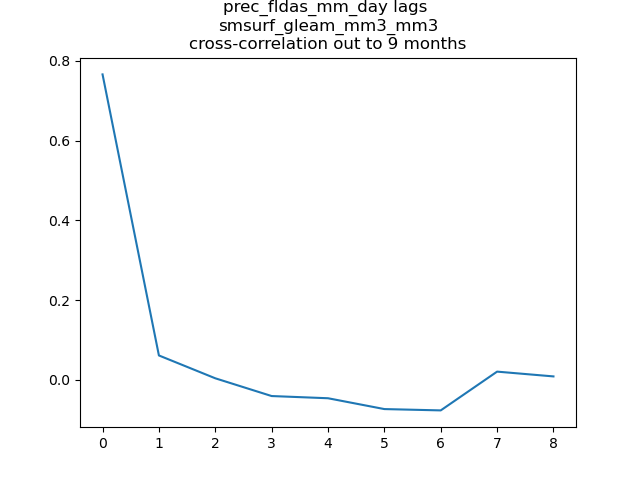 prec_fldas_mm_day lags
smsurf_gleam_mm3_mm3
cross-correlation out to 9 months
0.8
0.6
0.4
0.2
0.0
0 1 2 3 4 5 6 7 8